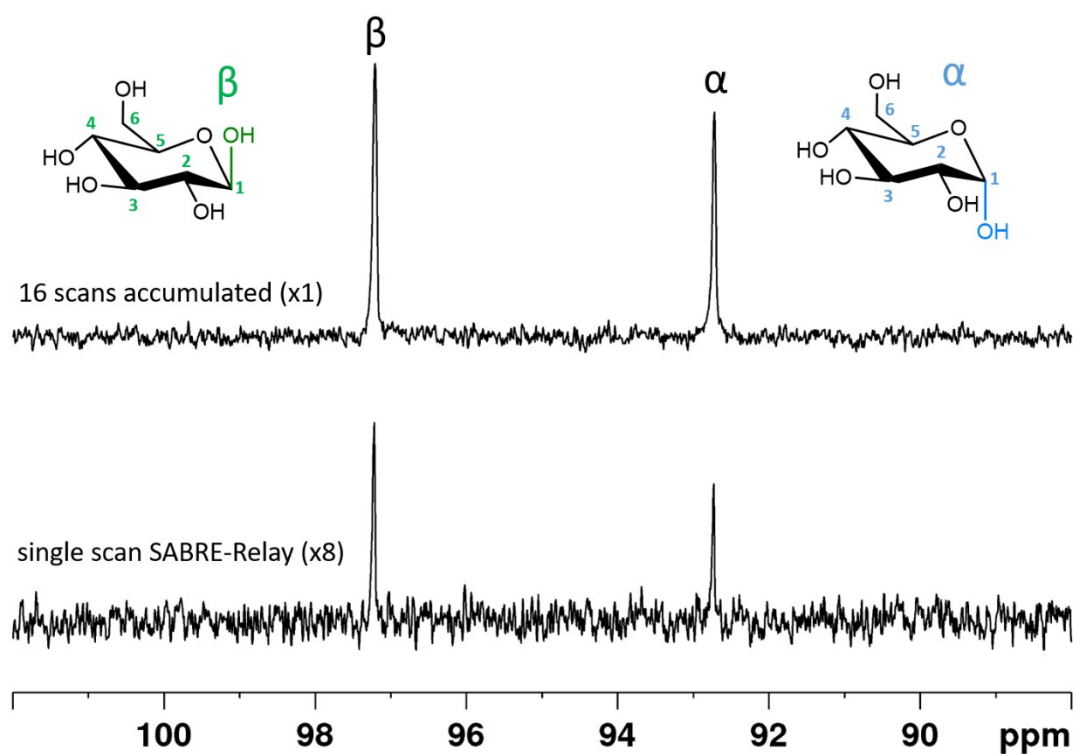 β
β
α
α
OH
6
4
5
O
OH
HO
2
HO
1
3
OH
OH
6
4
5
O
HO
2
1
HO
3
OH
OH
16 scans accumulated (x1)
single scan SABRE-Relay (x8)
100 98 96 94 92 90 ppm